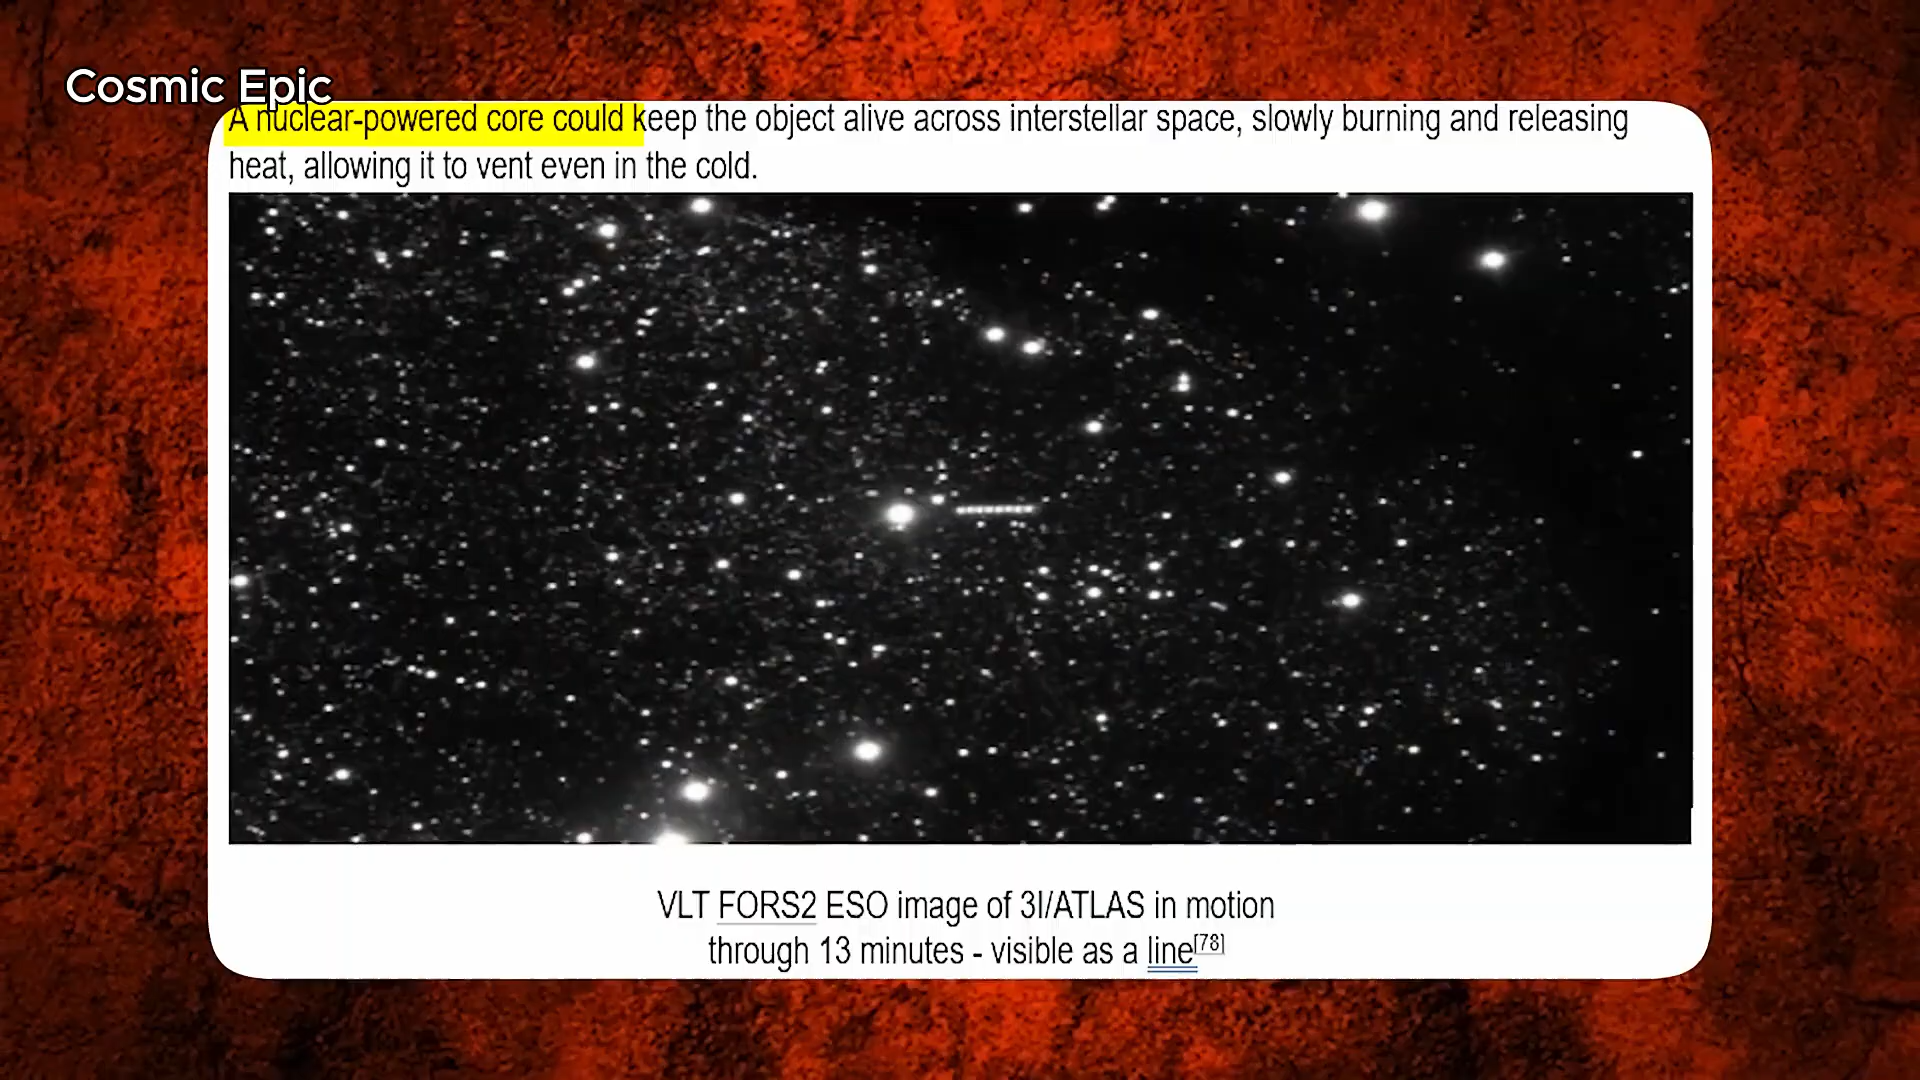 Cosmic Epic
A nuclear-powered core could keep the object alive across interstellar space, slowly burning and releasing
heat, allowing it to vent even in the cold.
VLT FORS2 ESO image of 3I/ATLAS in motion
through 13 minutes - visible as a line[78]